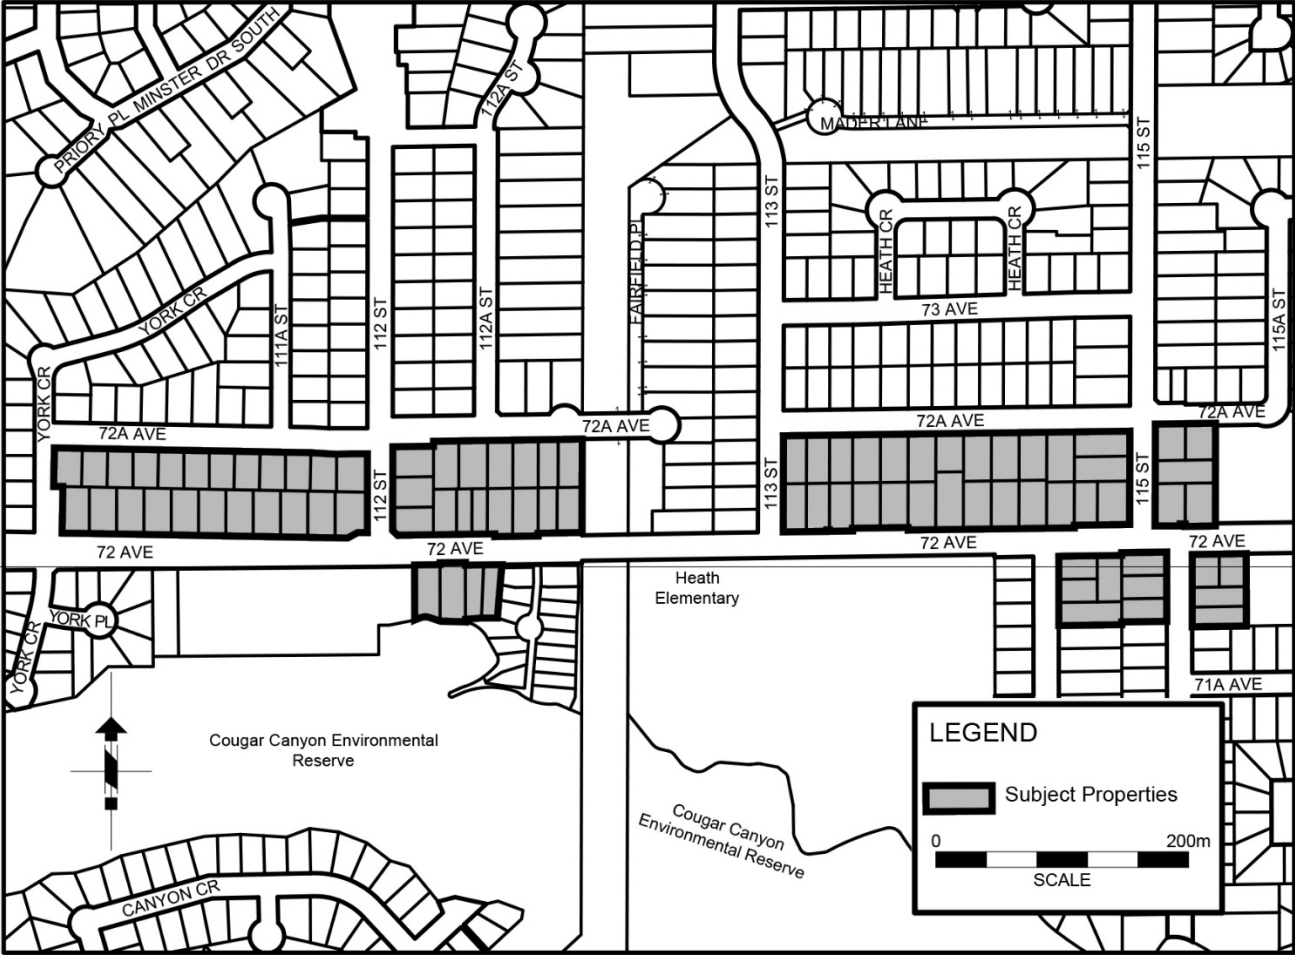 MINSTER DR SOUTH
PRIORY PL
112A ST
MADER LANE
115 ST
113 ST
HEATH CR
HEATH CR
FAIRFIELD PL
YORK CR
111A ST
112 ST
112A ST
73 AVE
115A ST
YORK CR
72A AVE
72A AVE
72A AVE
72A AVE
112 ST
113 ST
115 ST
72 AVE
72 AVE
72 AVE
72 AVE
Heath
Elementary
YORK PL
YORK CR
71A AVE
Cougar Canyon Environmental
Reserve
Cougar Canyon
Environmental Reserve
CANYON CR
LEGEND
Subject Properties
0 200m
SCALE